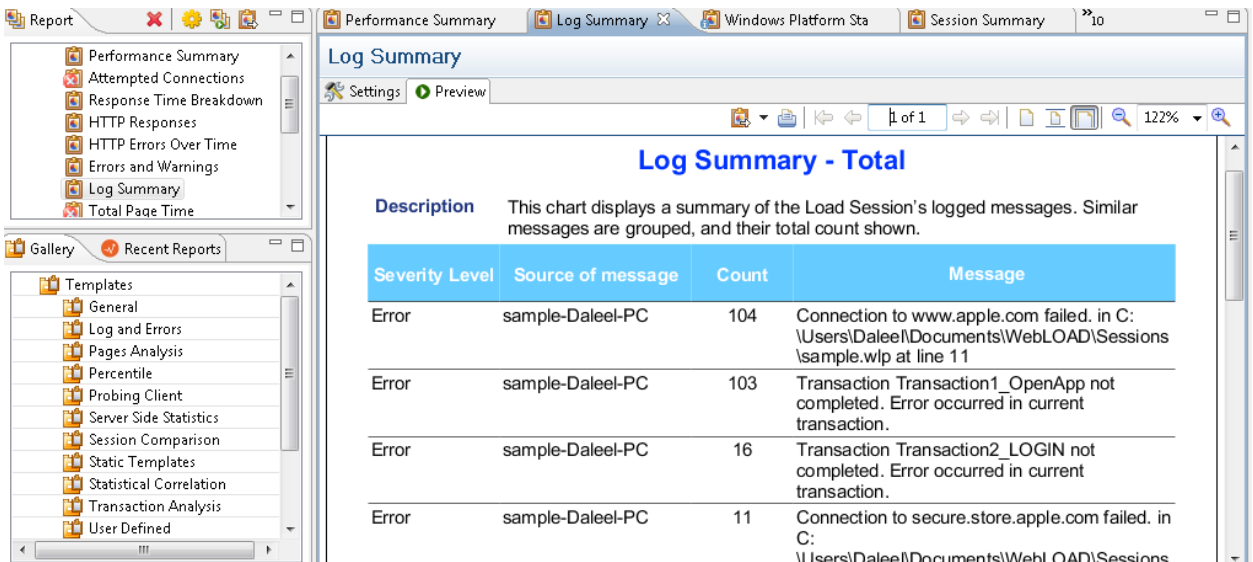 Report
Performance Summary
Attempted Connections
Response Time Breakdown
HTTP Responses
HTTP Errors Over Time
Errors and Warnings
Log Summary
Total Page Time
Gallery
Recent Reports
Templates
General
Log and Errors
Pages Analysis
Percentile
Probing Client
Server Side Statistics
Session Comparison
Static Templates
Statistical Correlation
Transaction Analysis
User Defined
Performance Summary
Log Summary
Windows Platform Sta
Session Summary
»10
Log Summary
Settings
Preview
1 of 1
122%
Log Summary - Total
Description
This chart displays a summary of the Load Session's logged messages. Similar
messages are grouped, and their total count shown.
Severity Level Source of message Count Message
Error sample-Daleel-PC 104 Connection to www.apple.com failed. in C:
\Users\Daleel\Documents\WebLOAD\Sessions
\sample.wlp at line 11
Error sample-Daleel-PC 103 Transaction Transaction1_OpenApp not
completed. Error occurred in current
transaction.
Error sample-Daleel-PC 16 Transaction Transaction2_LOGIN not
completed. Error occurred in current
transaction.
Error sample-Daleel-PC 11 Connection to secure.store.apple.com failed. in
C:
\Users\Daleel\Documents\WebLOAD\Sessions